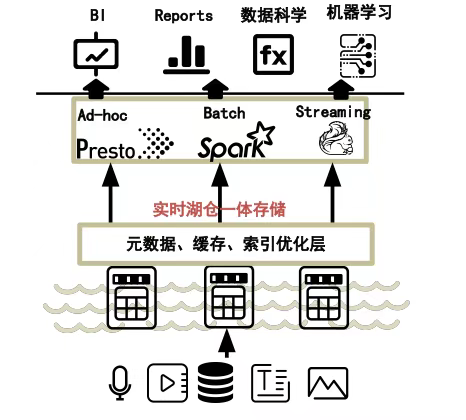 BI
Reports
数据科学
机器学习
fx
Ad-hoc
Batch
Streaming
Presto
Spark
实时湖仓一体存储
元数据、缓存、索引优化层
T